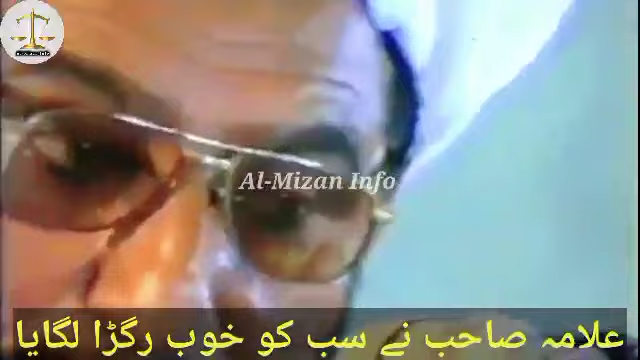 Al-Mizan Info
علامہ صاحب نے سب کو خوب رگڑا لگایا